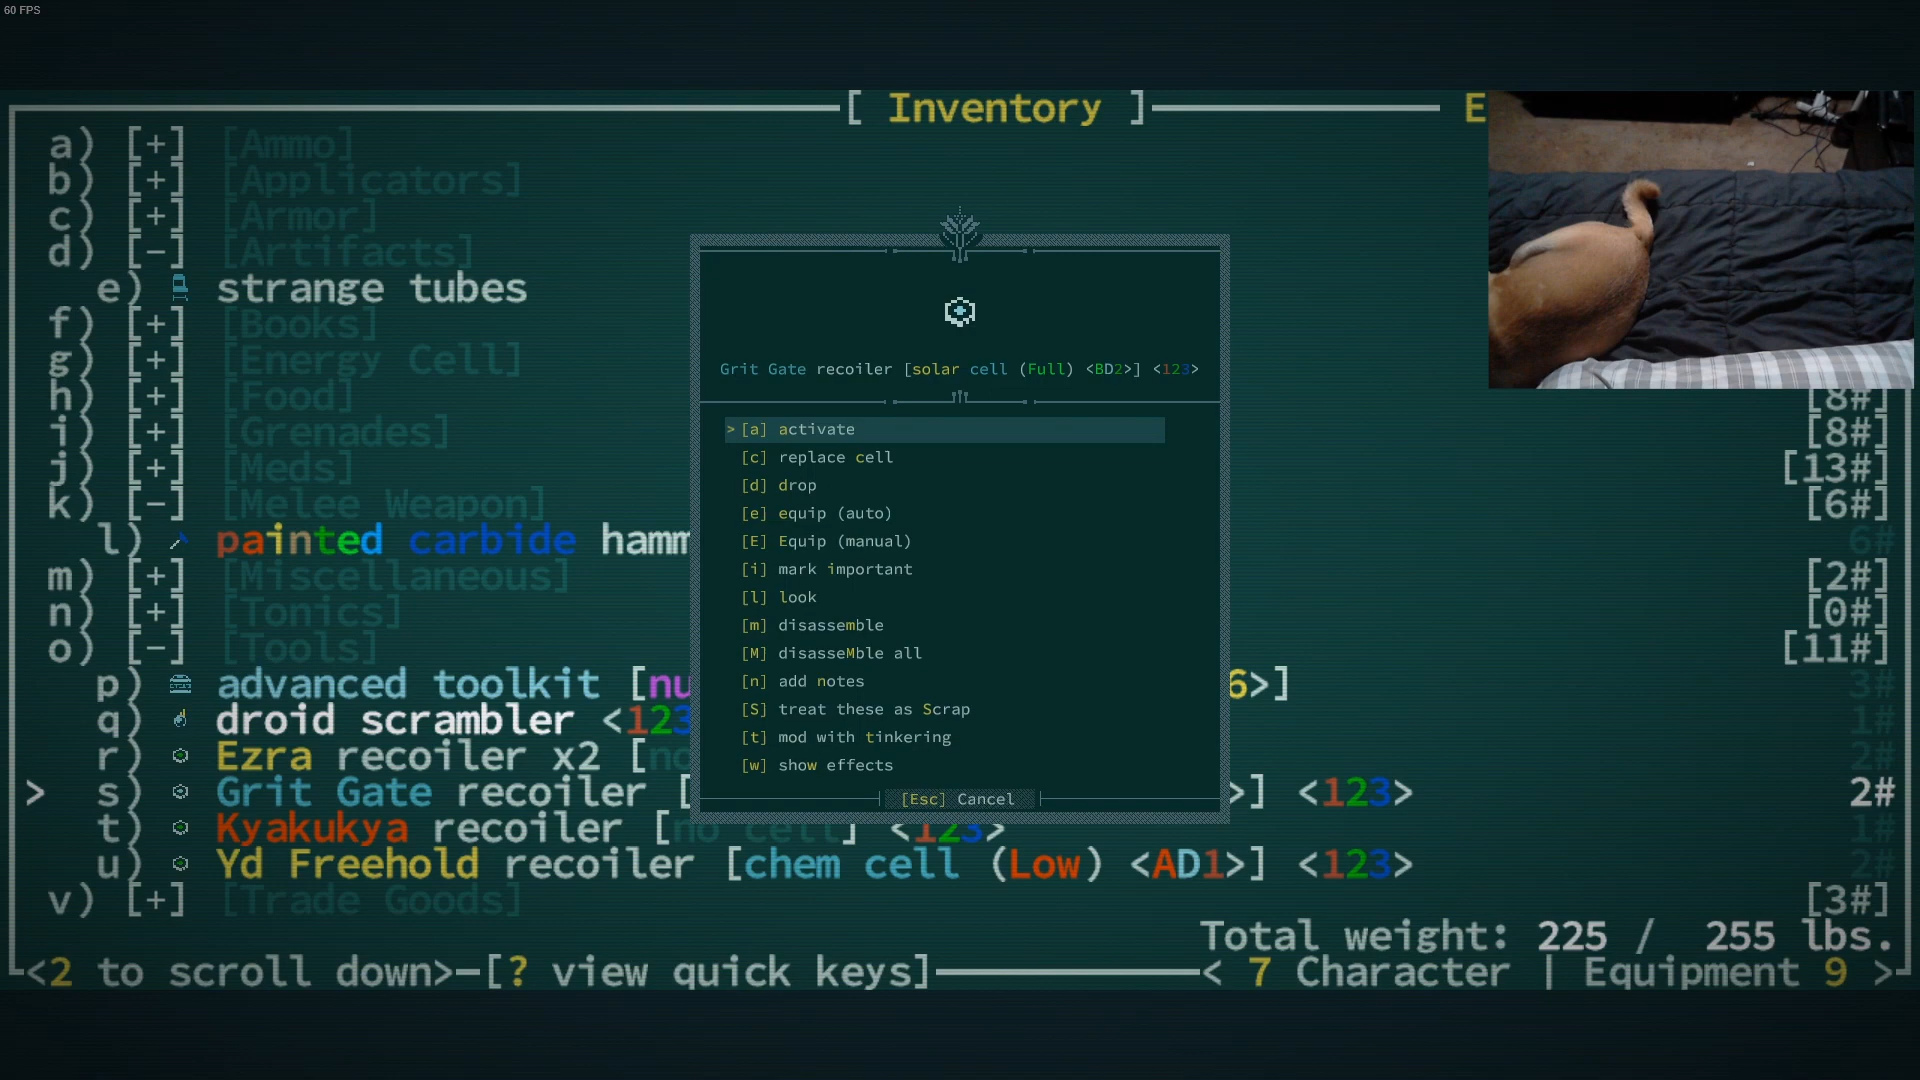 60 FPS
[ Inventory ] E
a) [+] [Ammo]
b) [+] [Applicators]
c) [+] [Armor]
d) [-] [Artifacts]
e) strange tubes
f) [+] [Books]
g) [+] [Energy Cell]
h) [+] [Food] [8#]
i) [+] [Grenades] [8#]
j) [+] [Meds] [13#]
k) [-] [Melee Weapon] [6#]
l) painted carbide hamm 6#
m) [+] [Miscellaneous] [2#]
n) [+] [Tonics] [0#]
o) [-] [Tools] [11#]
p) advanced toolkit [nu 6>] 3#
q) droid scrambler <123 1#
r) Ezra recoiler x2 [no 2#
> s) Grit Gate recoiler [ >] <123> 2#
t) Kyakukya recoiler [no cell] <123> 1#
u) Yd Freehold recoiler [chem cell (Low) <AD1>] <123> 2#
v) [+] [Trade Goods] [3#]
Total weight: 225 / 255 lbs.
<2 to scroll down> [? view quick keys] < 7 Character | Equipment 9 >
Grit Gate recoiler [solar cell (Full) <BD2>] <123>
> [a] activate
[c] replace cell
[d] drop
[e] equip (auto)
[E] Equip (manual)
[i] mark important
[l] look
[m] disassemble
[M] disasseMble all
[n] add notes
[S] treat these as Scrap
[t] mod with tinkering
[w] show effects
[Esc] Cancel